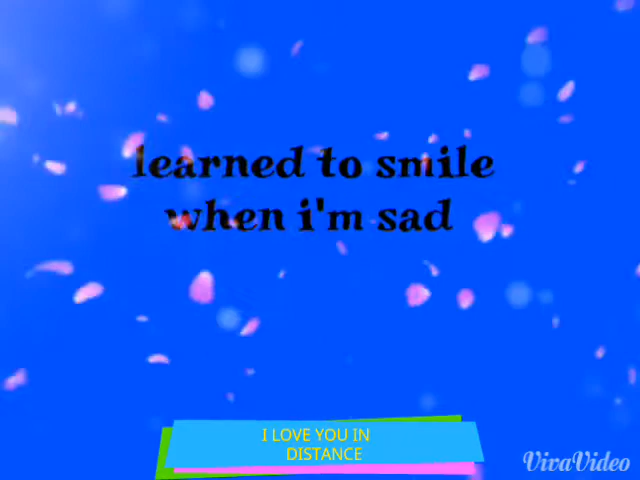 learned to smile
when i'm sad
I LOVE YOU IN
DISTANCE
VivaVideo